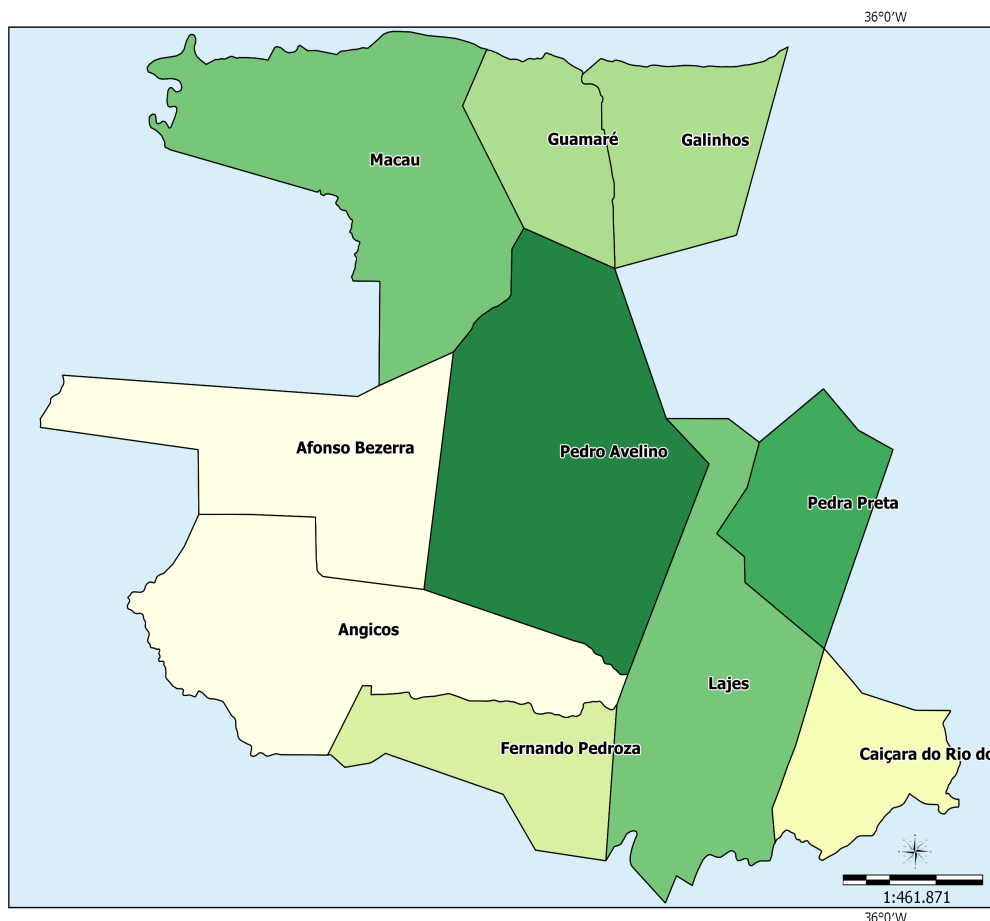 36°0'W
Guamaré
Galinhos
Macau
Afonso Bezerra
Pedro Avelino
Pedra Preta
Angicos
Lajes
Fernando Pedroza
Caiçara do Rio do
1:461.871
36°0'W